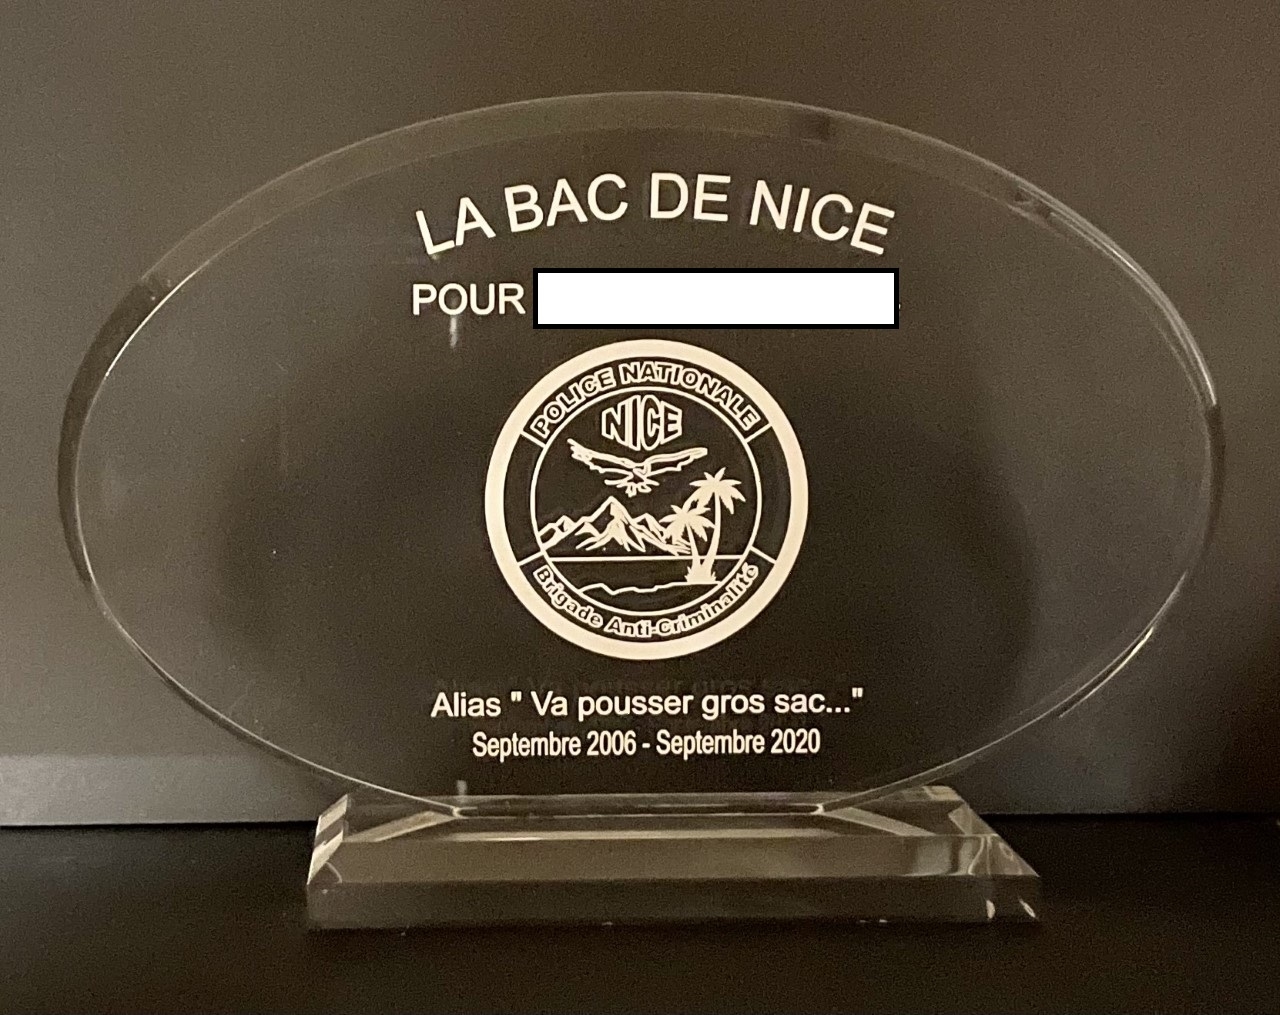 LA BAC DE NICE
POUR
POLICE NATIONALE
NICE
Brigade Anti-Criminalité
Alias " Va pousser gros sac..."
Septembre 2006 - Septembre 2020